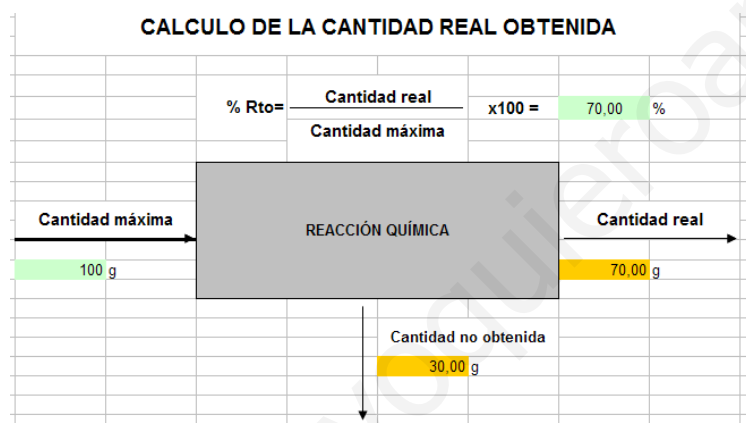 CALCULO DE LA CANTIDAD REAL OBTENIDA
% Rto= Cantidad real x100 = 70,00 %
Cantidad máxima
Cantidad máxima
REACCIÓN QUÍMICA
Cantidad real
100 g
70,00 g
Cantidad no obtenida
30,00 g